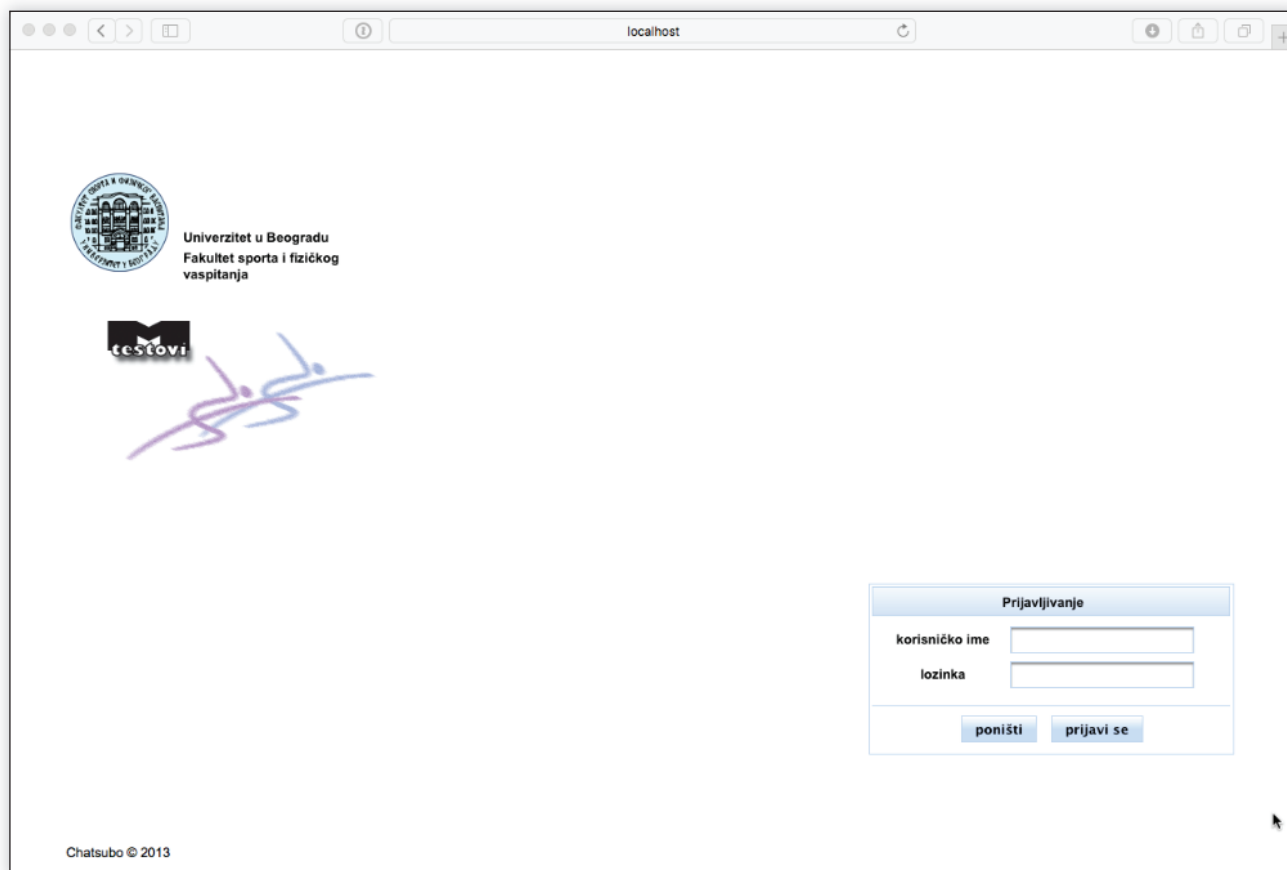 localhost
Univerzitet u Beogradu
Fakultet sporta i fizičkog
vaspitanja
M
testovi
Prijavljivanje
korisničko ime
lozinka
poništi prijavi se
Chatsubo © 2013